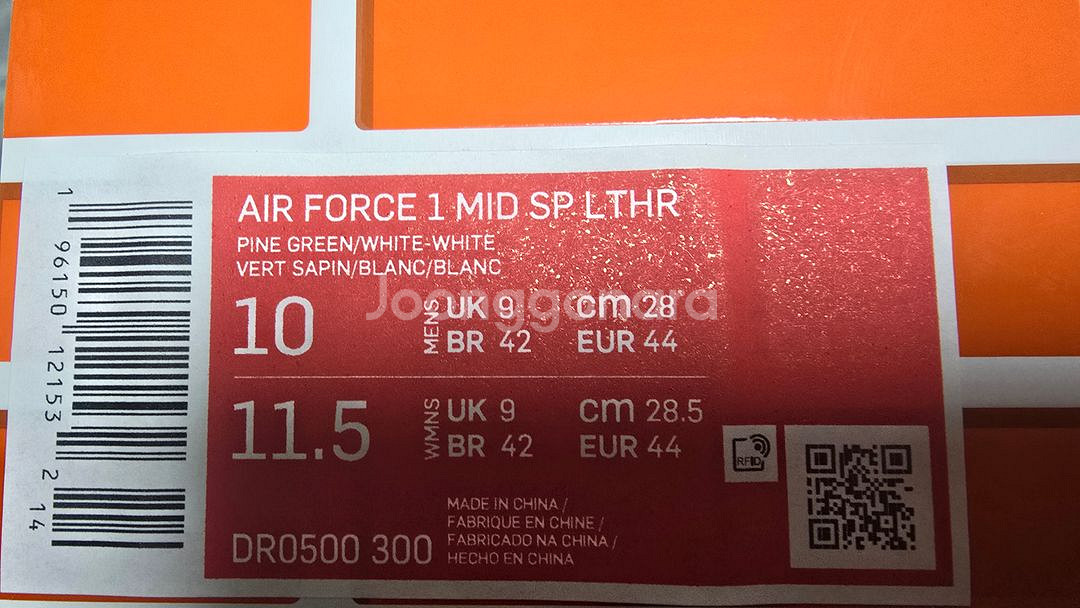 AIR FORCE 1 MID SP LTHR
PINE GREEN/WHITE-WHITE
VERT SAPIN/BLANC/BLANC
10 MENS UK 9 cm 28
BR 42 EUR 44
11.5 WMNS UK 9 cm 28.5
BR 42 EUR 44
RFID
MADE IN CHINA /
FABRIQUE EN CHINE /
FABRICADO NA CHINA /
HECHO EN CHINA
DR0500 300
1 96150 12153 2 14
Joonggonara